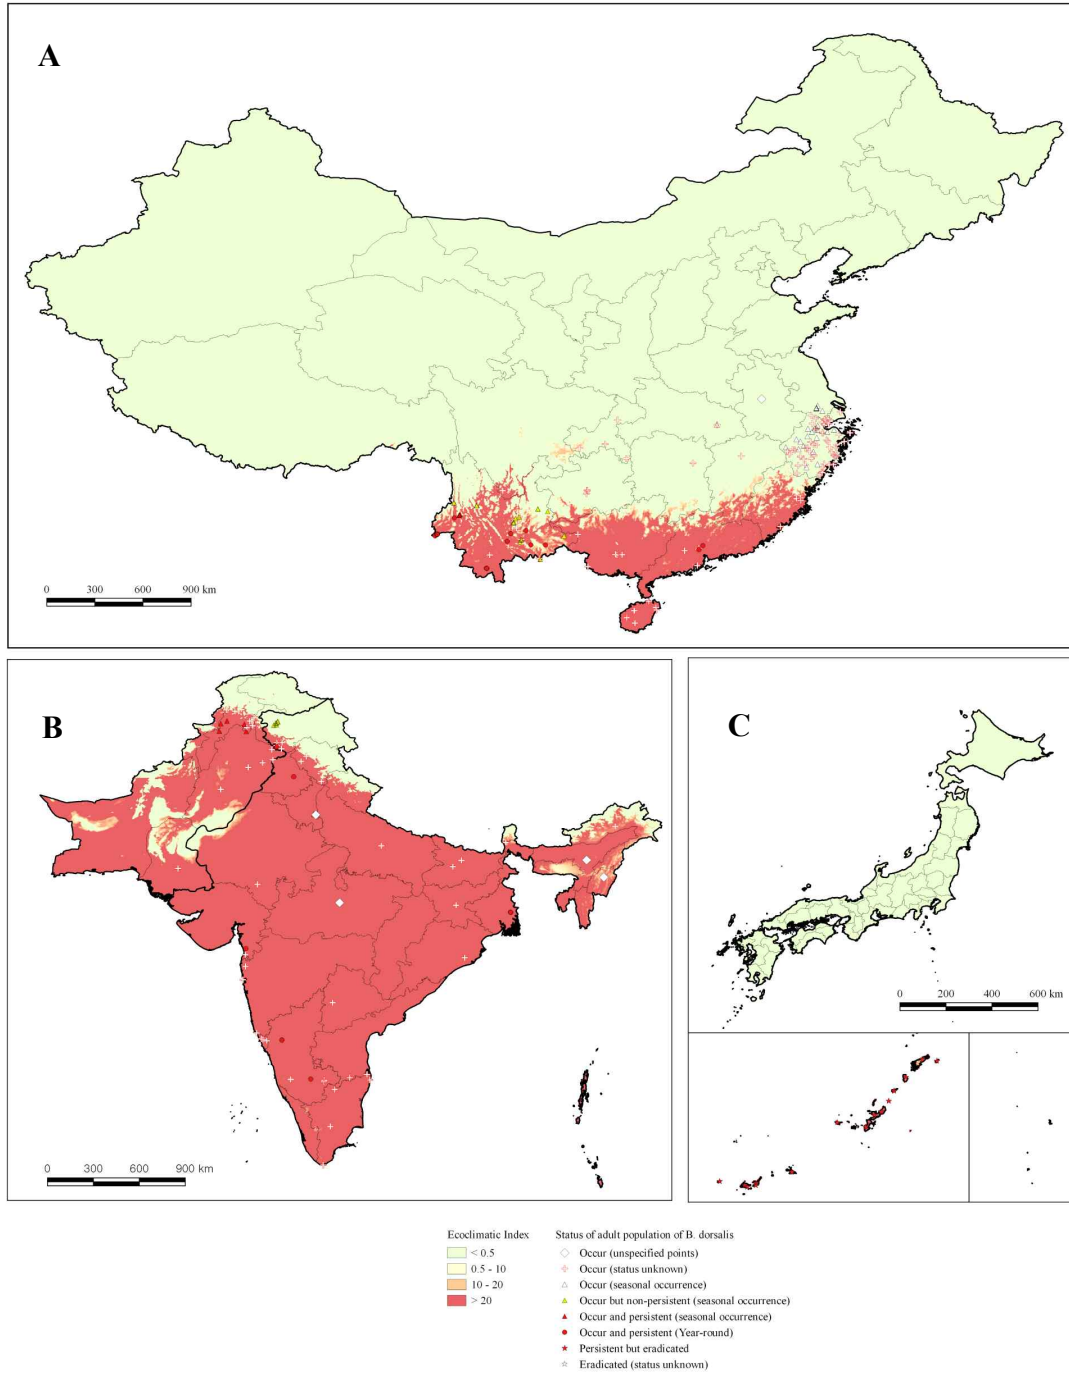 A
0 300 600 900 km
B
0 300 600 900 km
C
0 200 400 600 km
Ecoclimatic Index
< 0.5
0.5 - 10
10 - 20
> 20
Status of adult population of B. dorsalis
Occur (unspecified points)
Occur (status unknown)
Occur (seasonal occurrence)
Occur but non-persistent (seasonal occurrence)
Occur and persistent (seasonal occurrence)
Occur and persistent (Year-round)
Persistent but eradicated
Eradicated (status unknown)